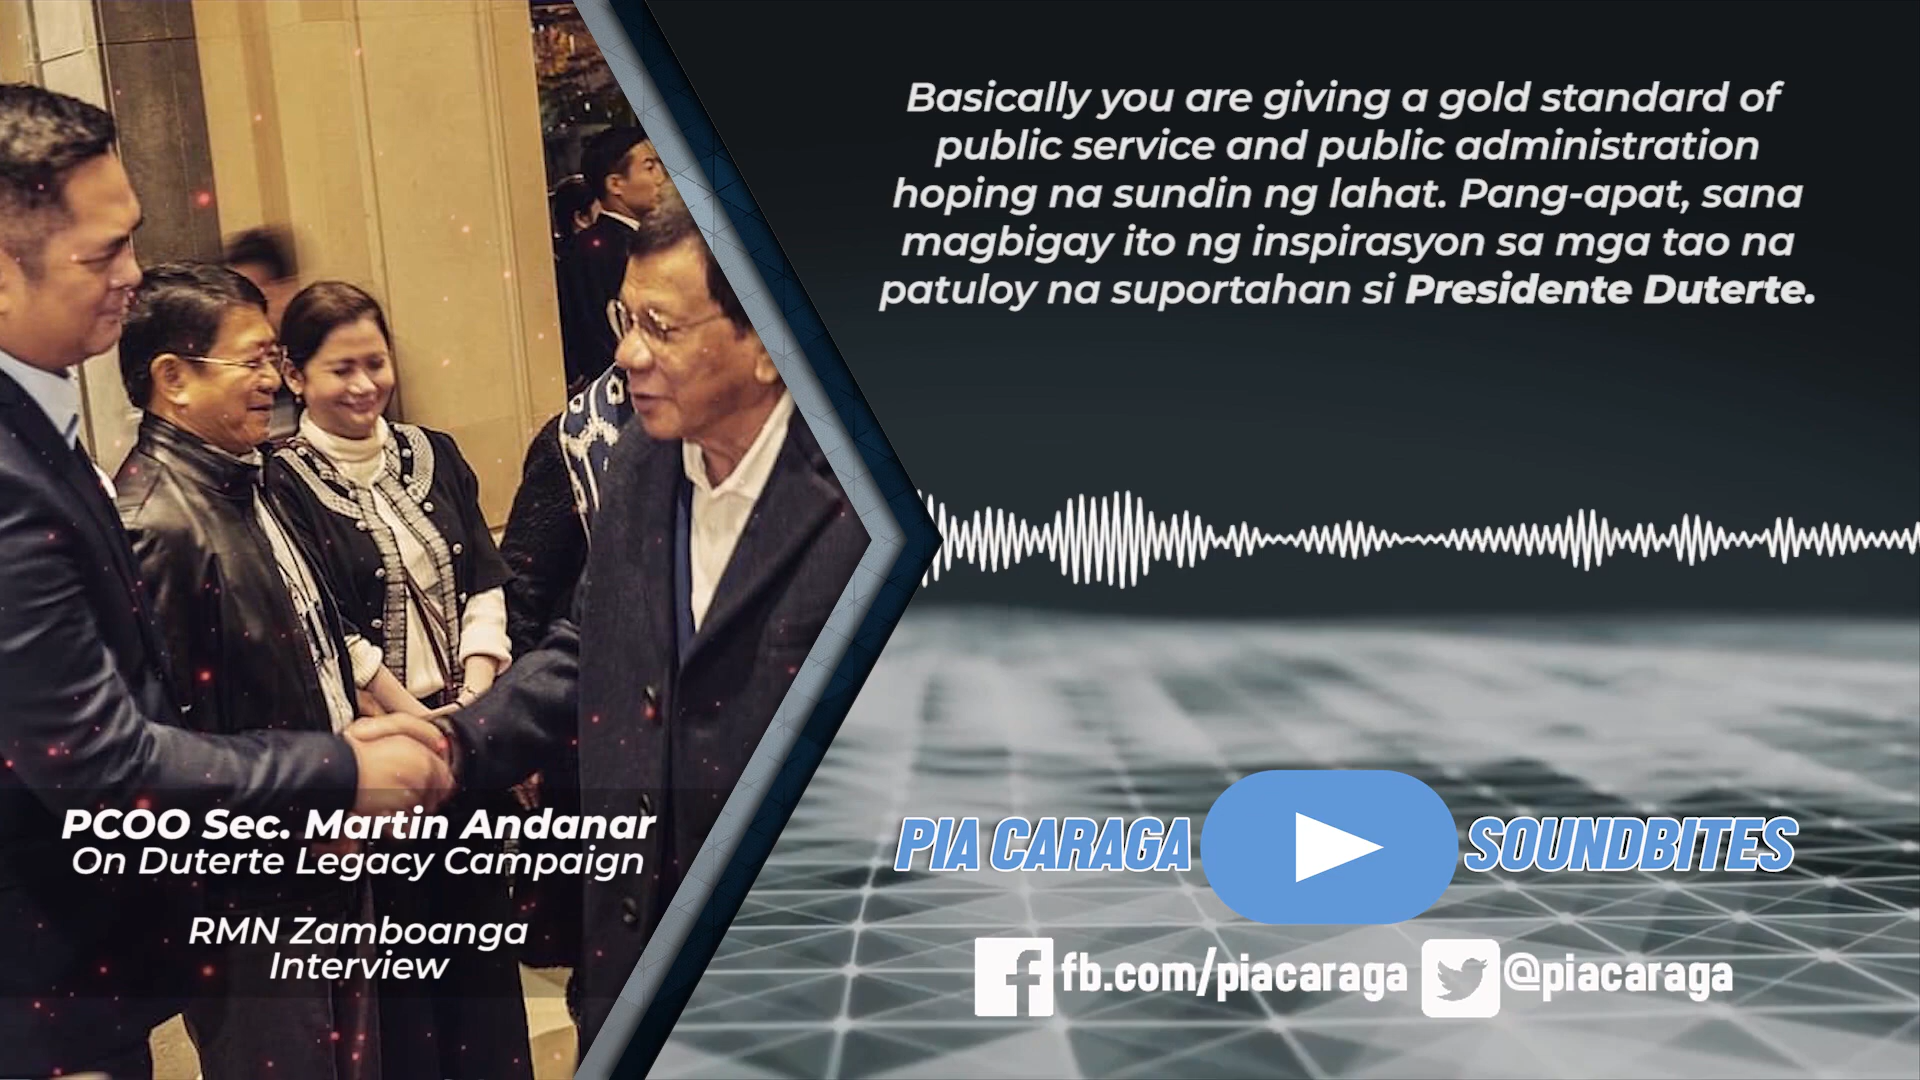 Basically you are giving a gold standard of
public service and public administration
hoping na sundin ng lahat. Pang-apat, sana
magbigay ito ng inspirasyon sa mga tao na
patuloy na suportahan si Presidente Duterte.
PCOO Sec. Martin Andanar
On Duterte Legacy Campaign
RMN Zamboanga
Interview
PIA CARAGA SOUNDBITES
fb.com/piacaraga @piacaraga